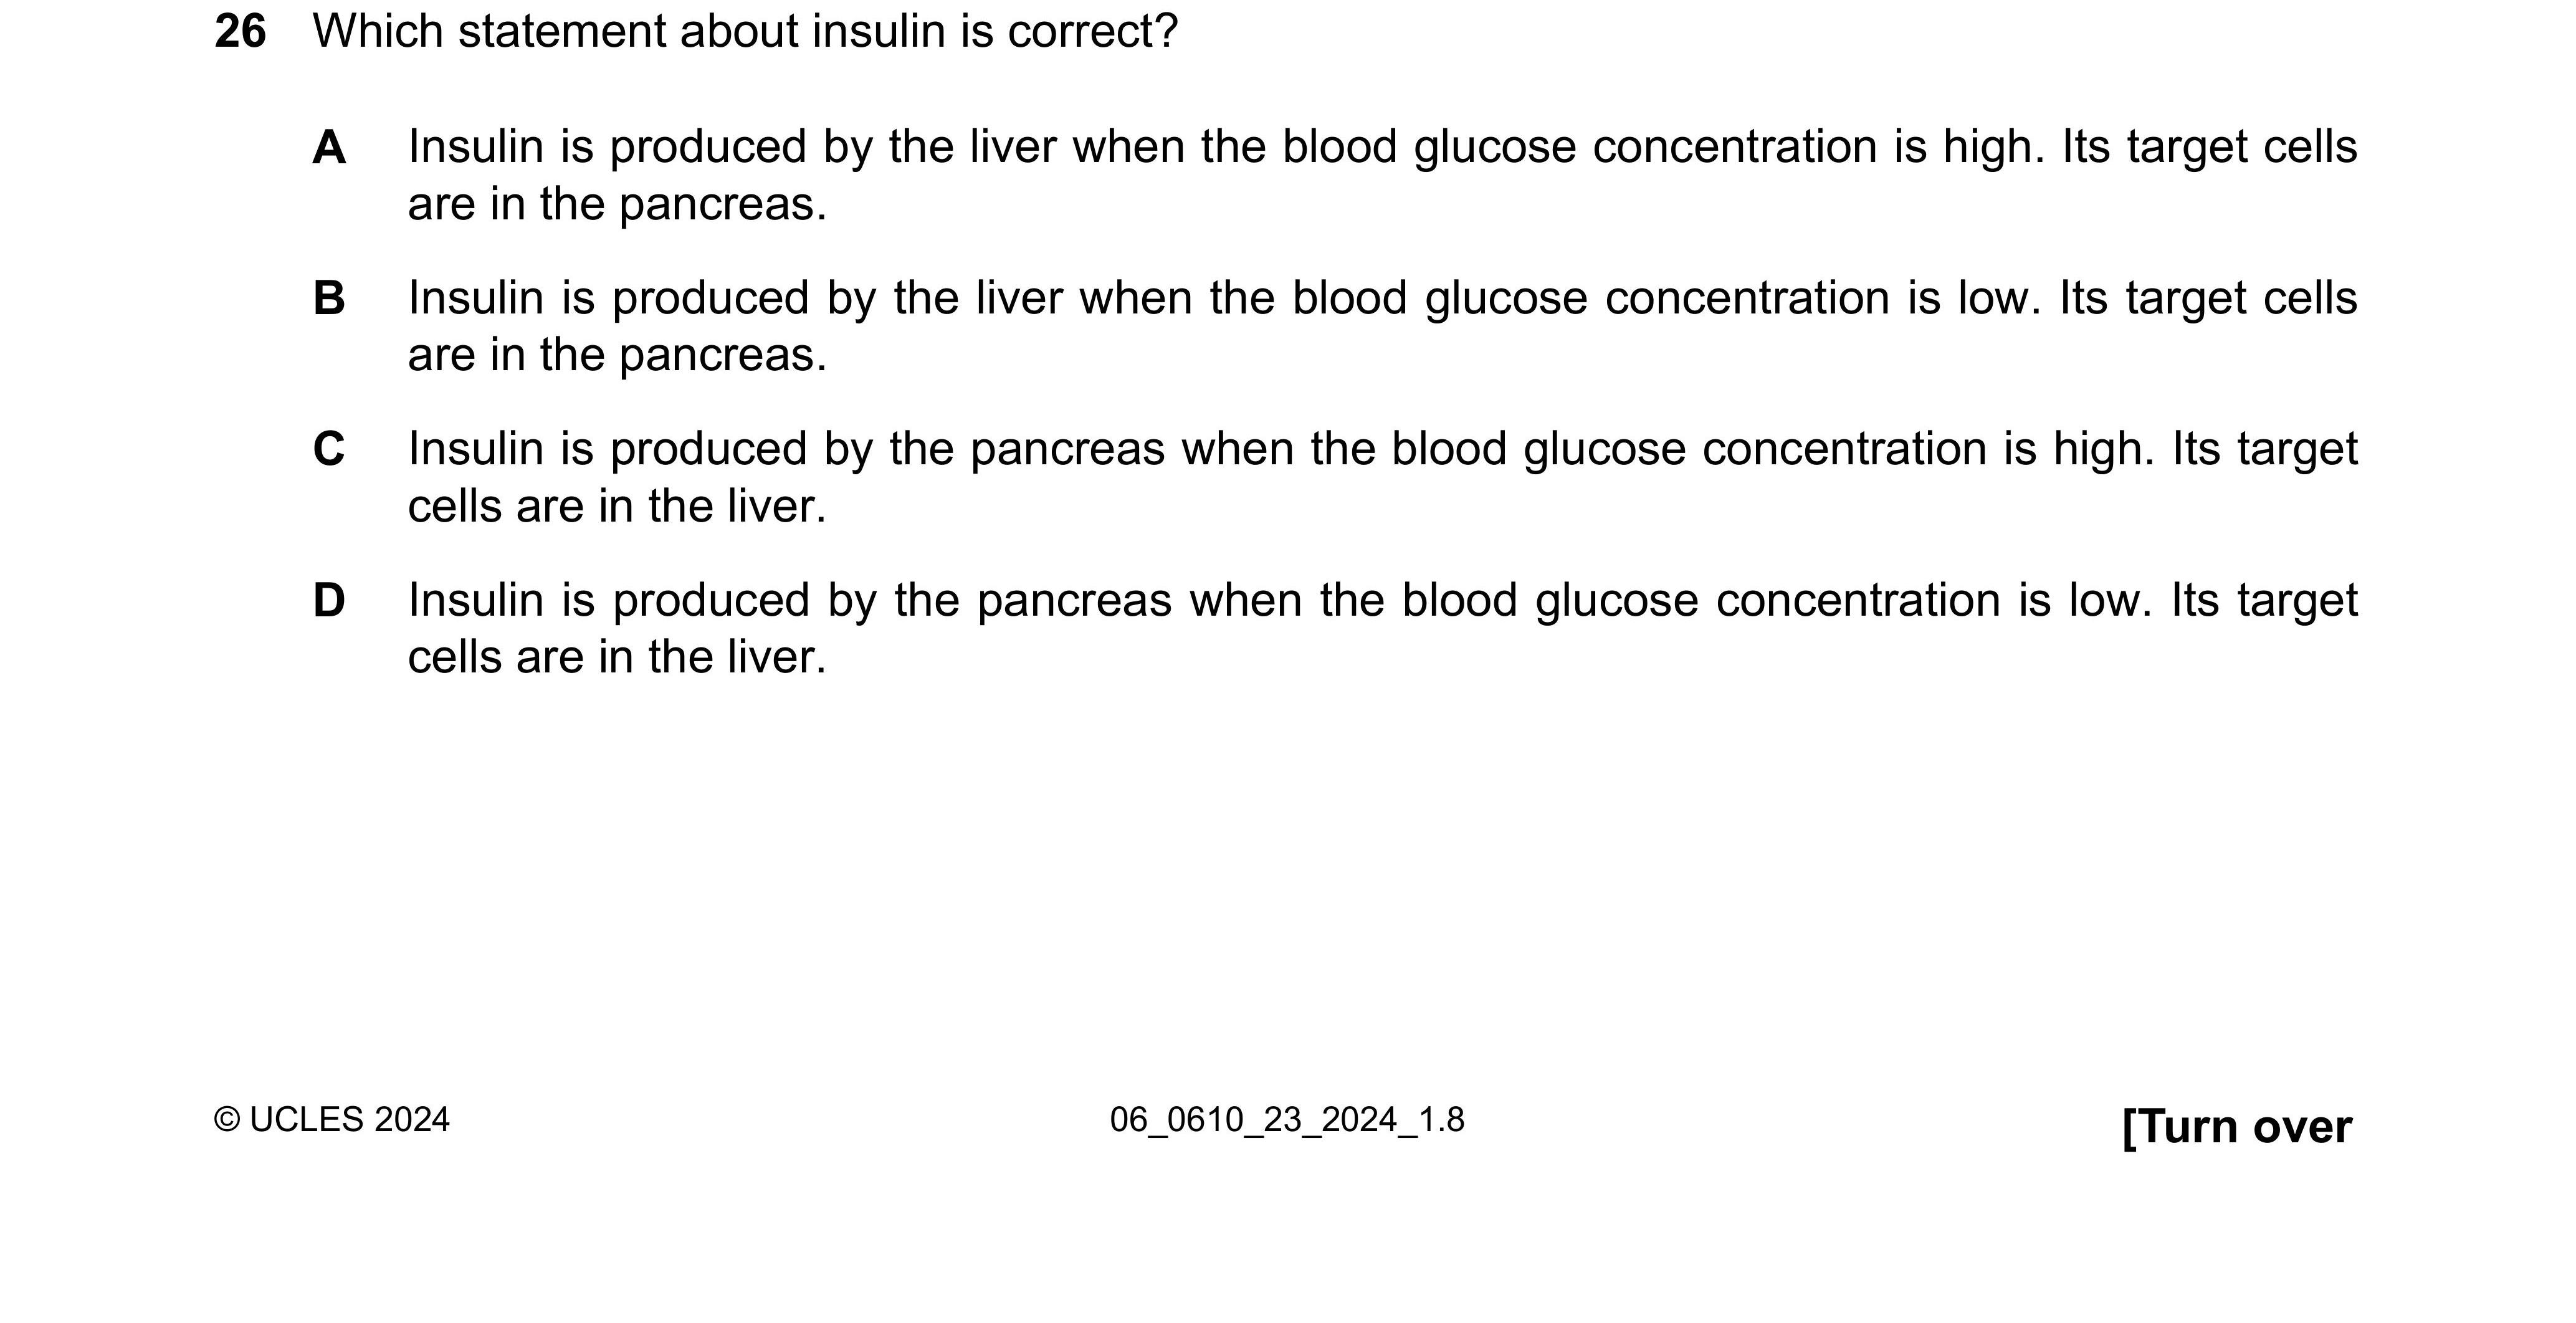 26 Which statement about insulin is correct?
A Insulin is produced by the liver when the blood glucose concentration is high. Its target cells
are in the pancreas.
B Insulin is produced by the liver when the blood glucose concentration is low. Its target cells
are in the pancreas.
C Insulin is produced by the pancreas when the blood glucose concentration is high. Its target
cells are in the liver.
D Insulin is produced by the pancreas when the blood glucose concentration is low. Its target
cells are in the liver.
© UCLES 2024 06_0610_23_2024_1.8 [Turn over